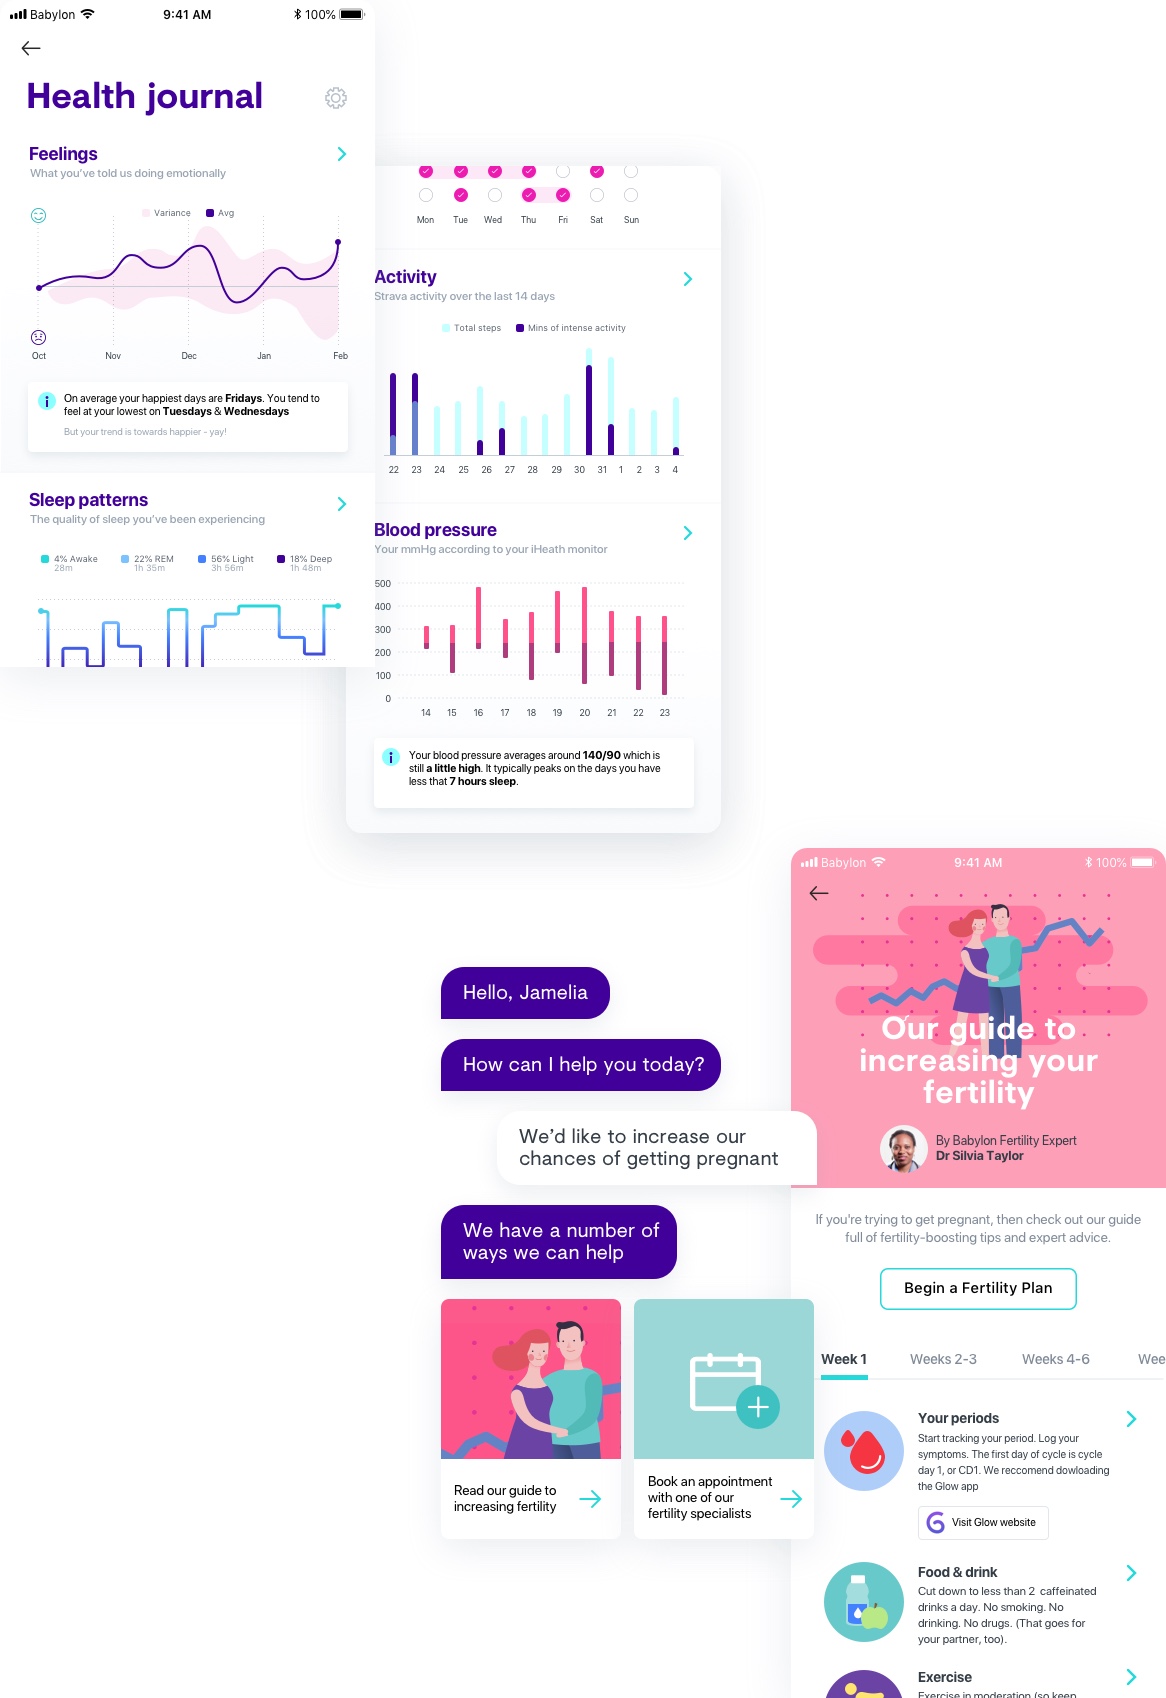 Babylon 9:41 AM 100%
Health journal
Feelings
What you've told us doing emotionally
Variance Avg
Oct Nov Dec Jan Feb
On average your happiest days are Fridays. You tend to
feel at your lowest on Tuesdays & Wednesdays
But your trend is towards happier - yay!
Sleep patterns
The quality of sleep you've been experiencing
4% Awake 22% REM 56% Light 18% Deep
28m 1h 35m 3h 56m 1h 48m
Mon Tue Wed Thu Fri Sat Sun
Activity
Strava activity over the last 14 days
Total steps Mins of intense activity
22 23 24 25 26 27 28 29 30 31 1 2 3 4
Blood pressure
Your mmHg according to your iHeath monitor
500
400
300
200
100
0
14 15 16 17 18 19 20 21 22 23
Your blood pressure averages around 140/90 which is
still a little high. It typically peaks on the days you have
less that 7 hours sleep.
Hello, Jamelia
How can I help you today?
We'd like to increase our
chances of getting pregnant
We have a number of
ways we can help
Read our guide to
increasing fertility
Book an appointment
with one of our
fertility specialists
Babylon 9:41 AM 100%
Our guide to
increasing your
fertility
By Babylon Fertility Expert
Dr Silvia Taylor
If you're trying to get pregnant, then check out our guide
full of fertility-boosting tips and expert advice.
Begin a Fertility Plan
Week 1 Weeks 2-3 Weeks 4-6 Wee
Your periods
Start tracking your period. Log your
symptoms. The first day of cycle is cycle
day 1, or CD1. We reccomend dowloading
the Glow app
Visit Glow website
Food & drink
Cut down to less than 2 caffeinated
drinks a day. No smoking. No
drinking. No drugs. (That goes for
your partner, too).
Exercise
Exercise in moderation (so keep